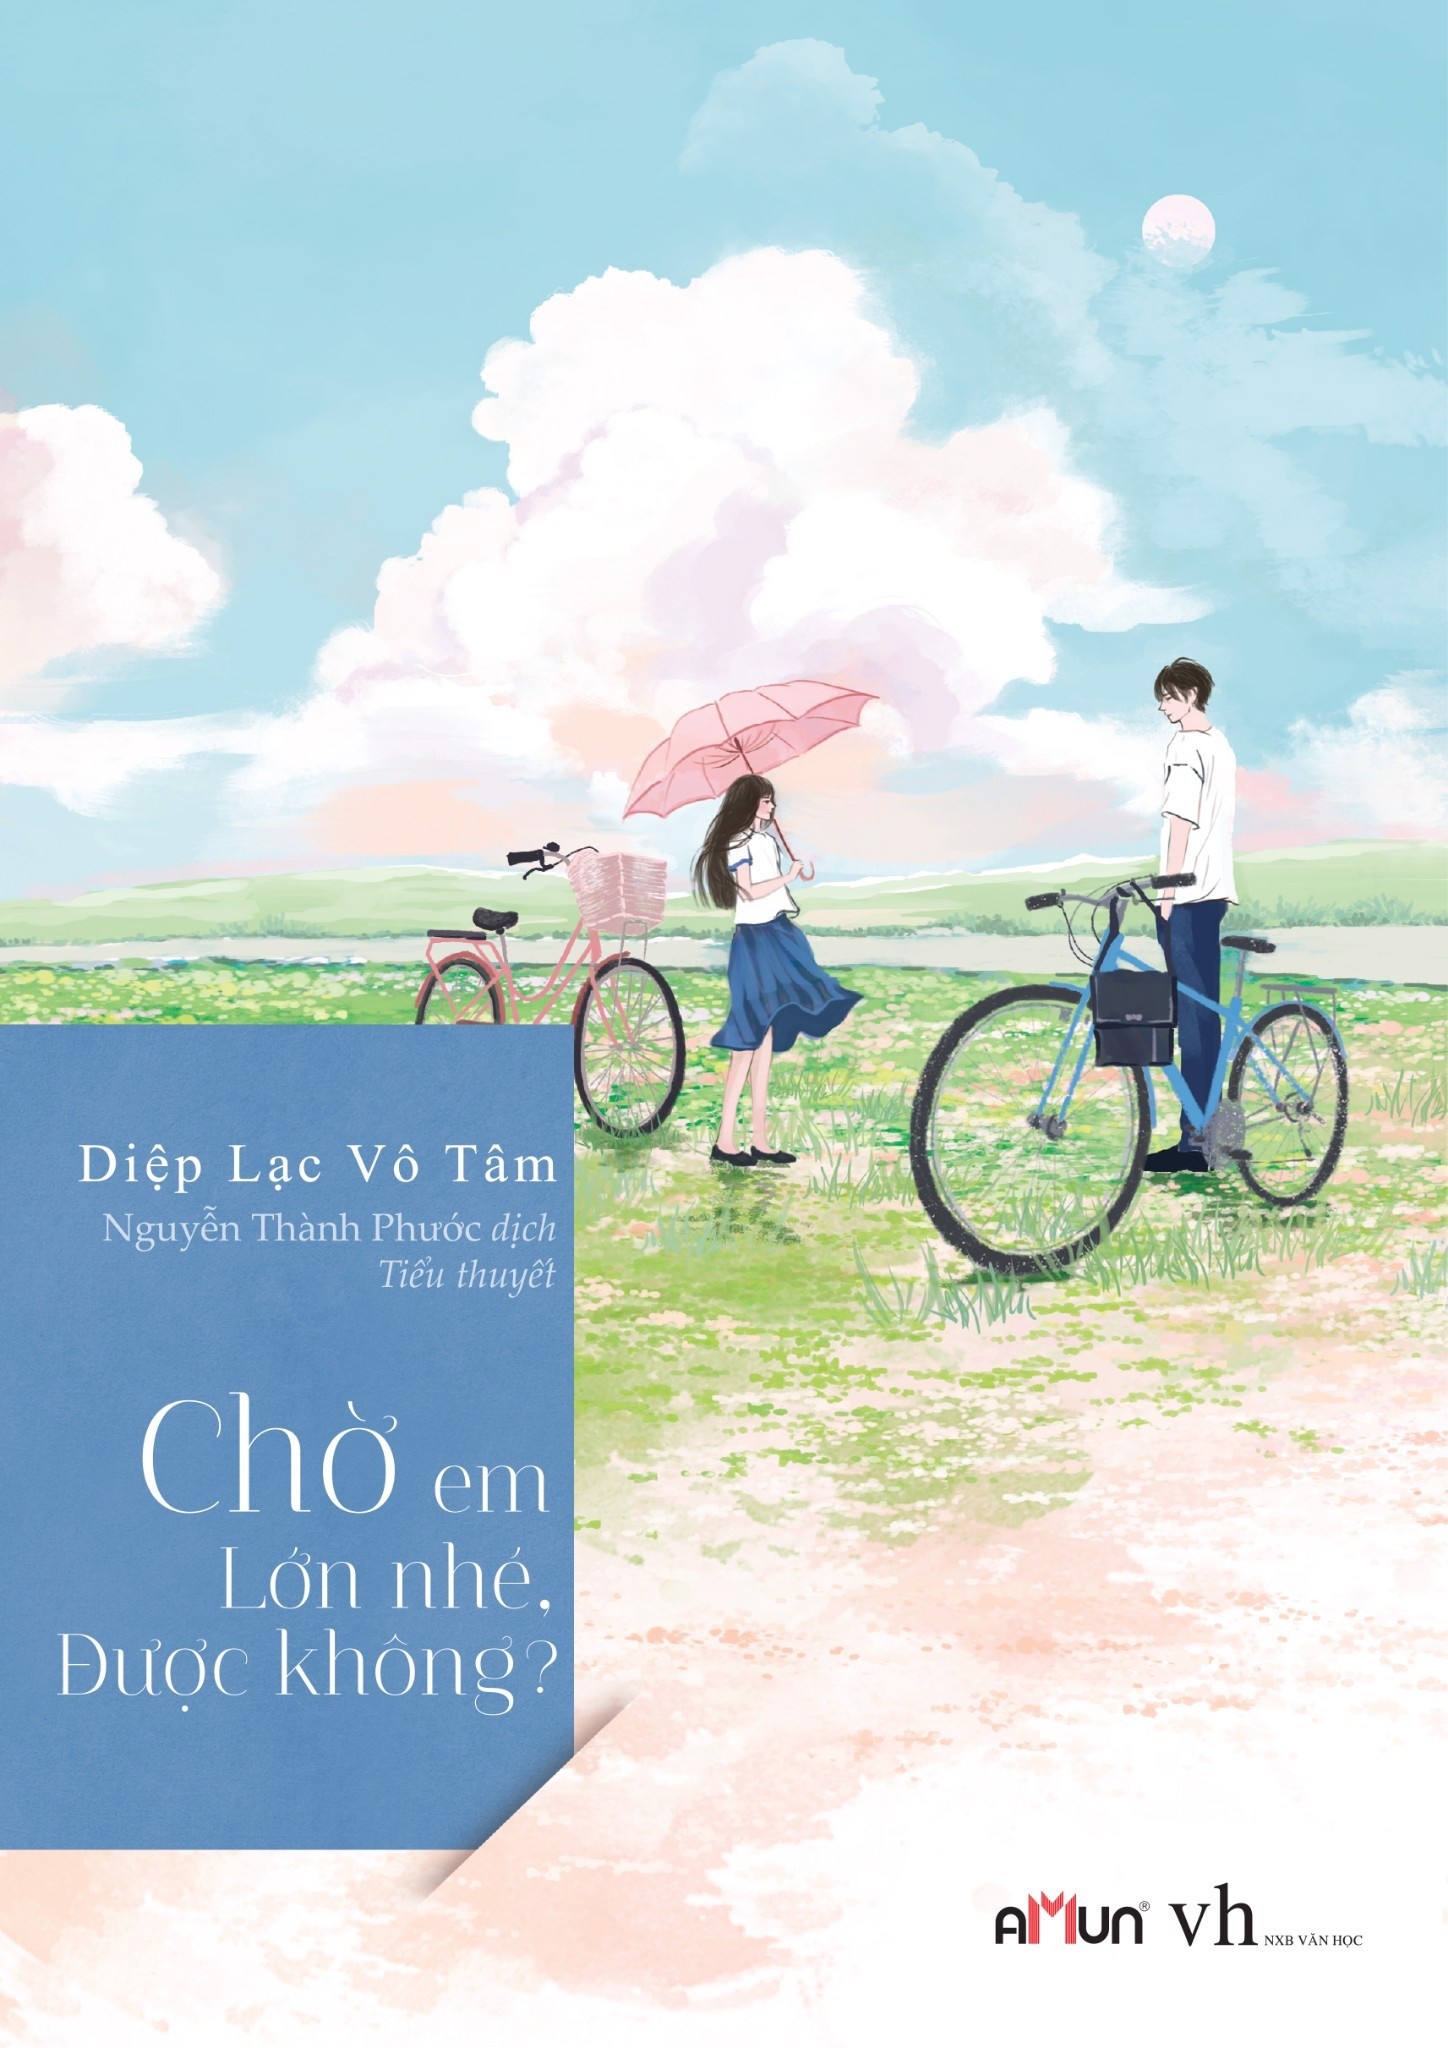 Diệp Lạc Vô Tâm
Nguyễn Thành Phước dịch
Tiểu thuyết
Chờ em
Lớn nhé,
Được không?
AMUN® vh NXB VĂN HỌC